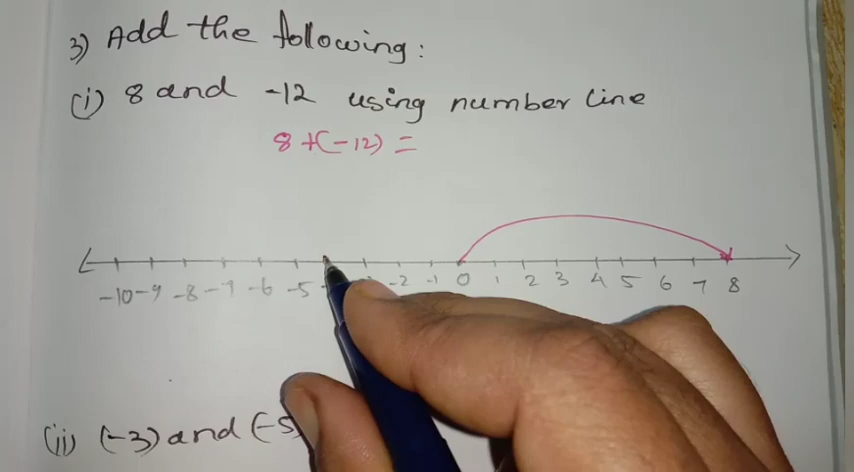 3) Add the following:
(i) 8 and -12 using number line
8+(-12) =
-10 -9 -8 -7 -6 -5 -2 -1 0 1 2 3 4 5 6 7 8
(ii) (-3) and (-5